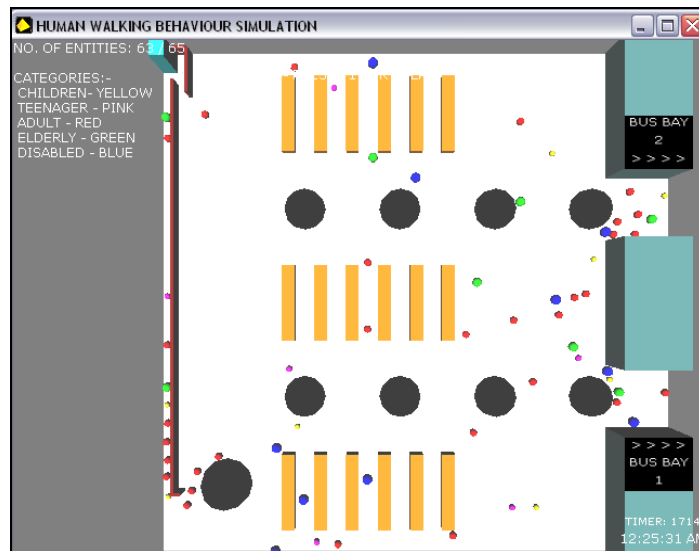 HUMAN WALKING BEHAVIOUR SIMULATION
NO. OF ENTITIES: 63 / 65
CATEGORIES:-
CHILDREN- YELLOW
TEENAGER - PINK
ADULT - RED
ELDERLY - GREEN
DISABLED - BLUE
BUS BAY
2
> > > >
> > > >
BUS BAY
1
TIMER: 1714
12:25:31